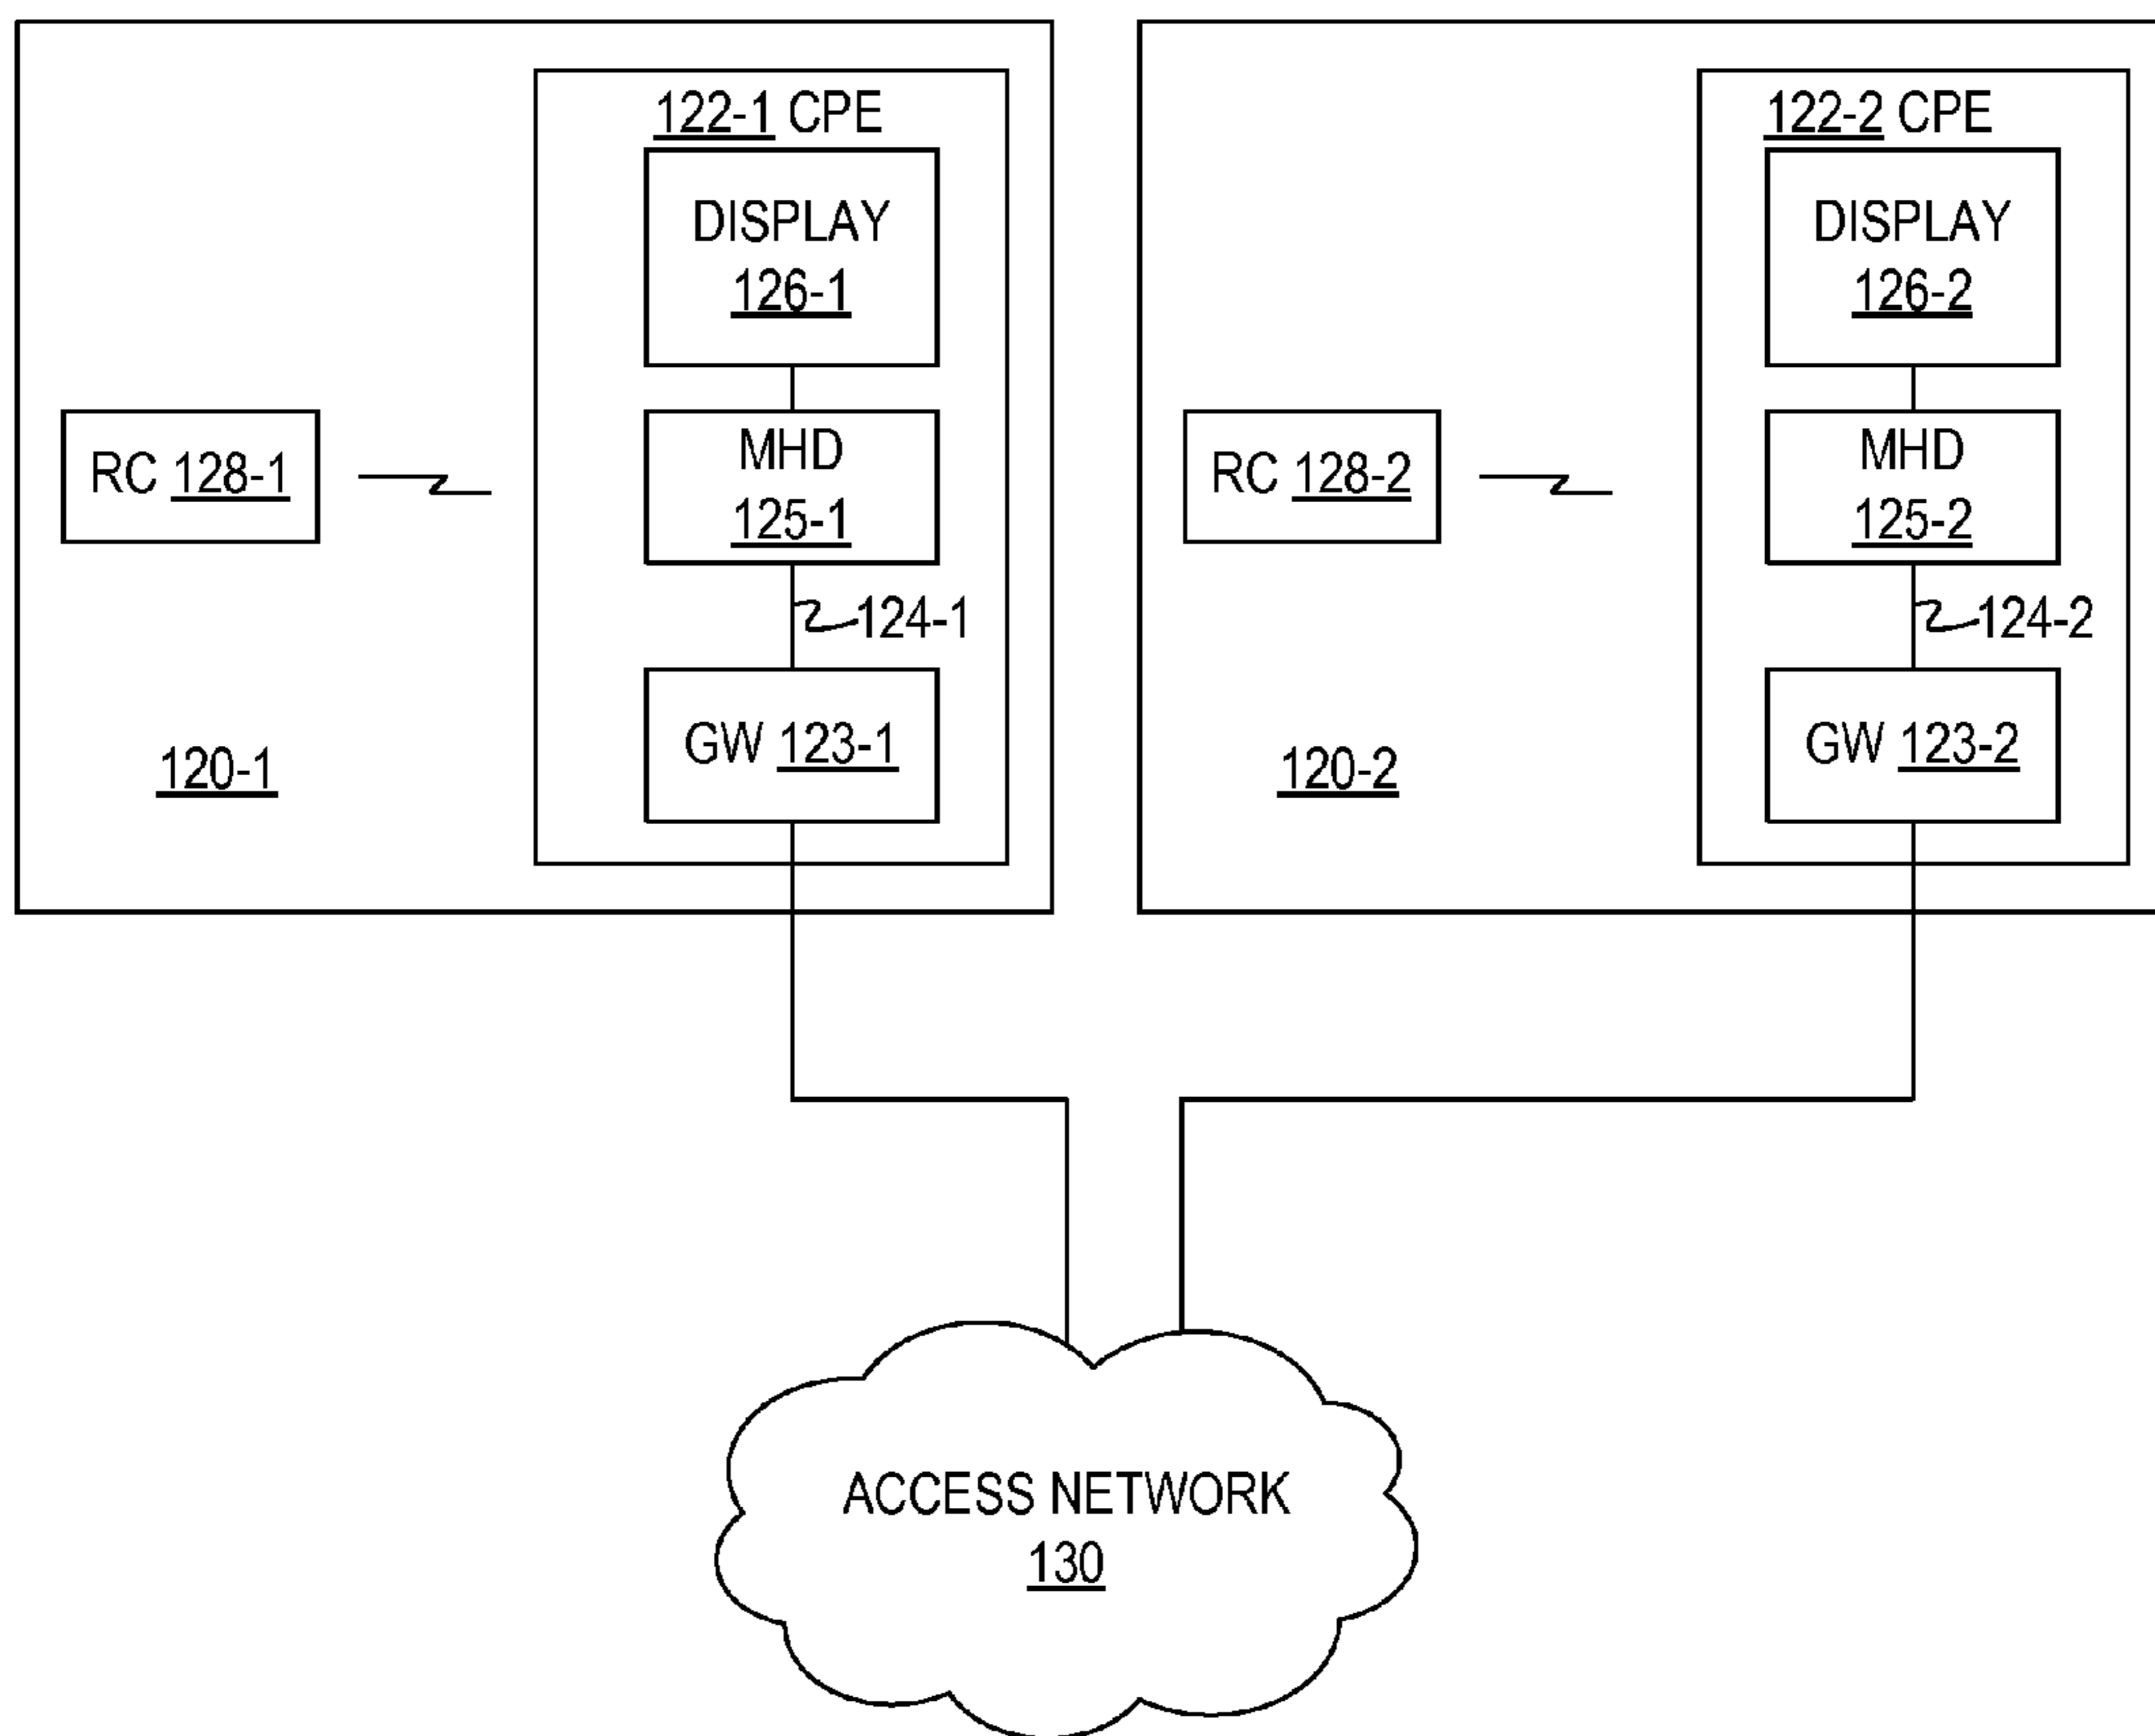 122-1 CPE
DISPLAY
126-1
RC 128-1
MHD
125-1
124-1
GW 123-1
120-1
122-2 CPE
DISPLAY
126-2
RC 128-2
MHD
125-2
124-2
GW 123-2
120-2
ACCESS NETWORK
130